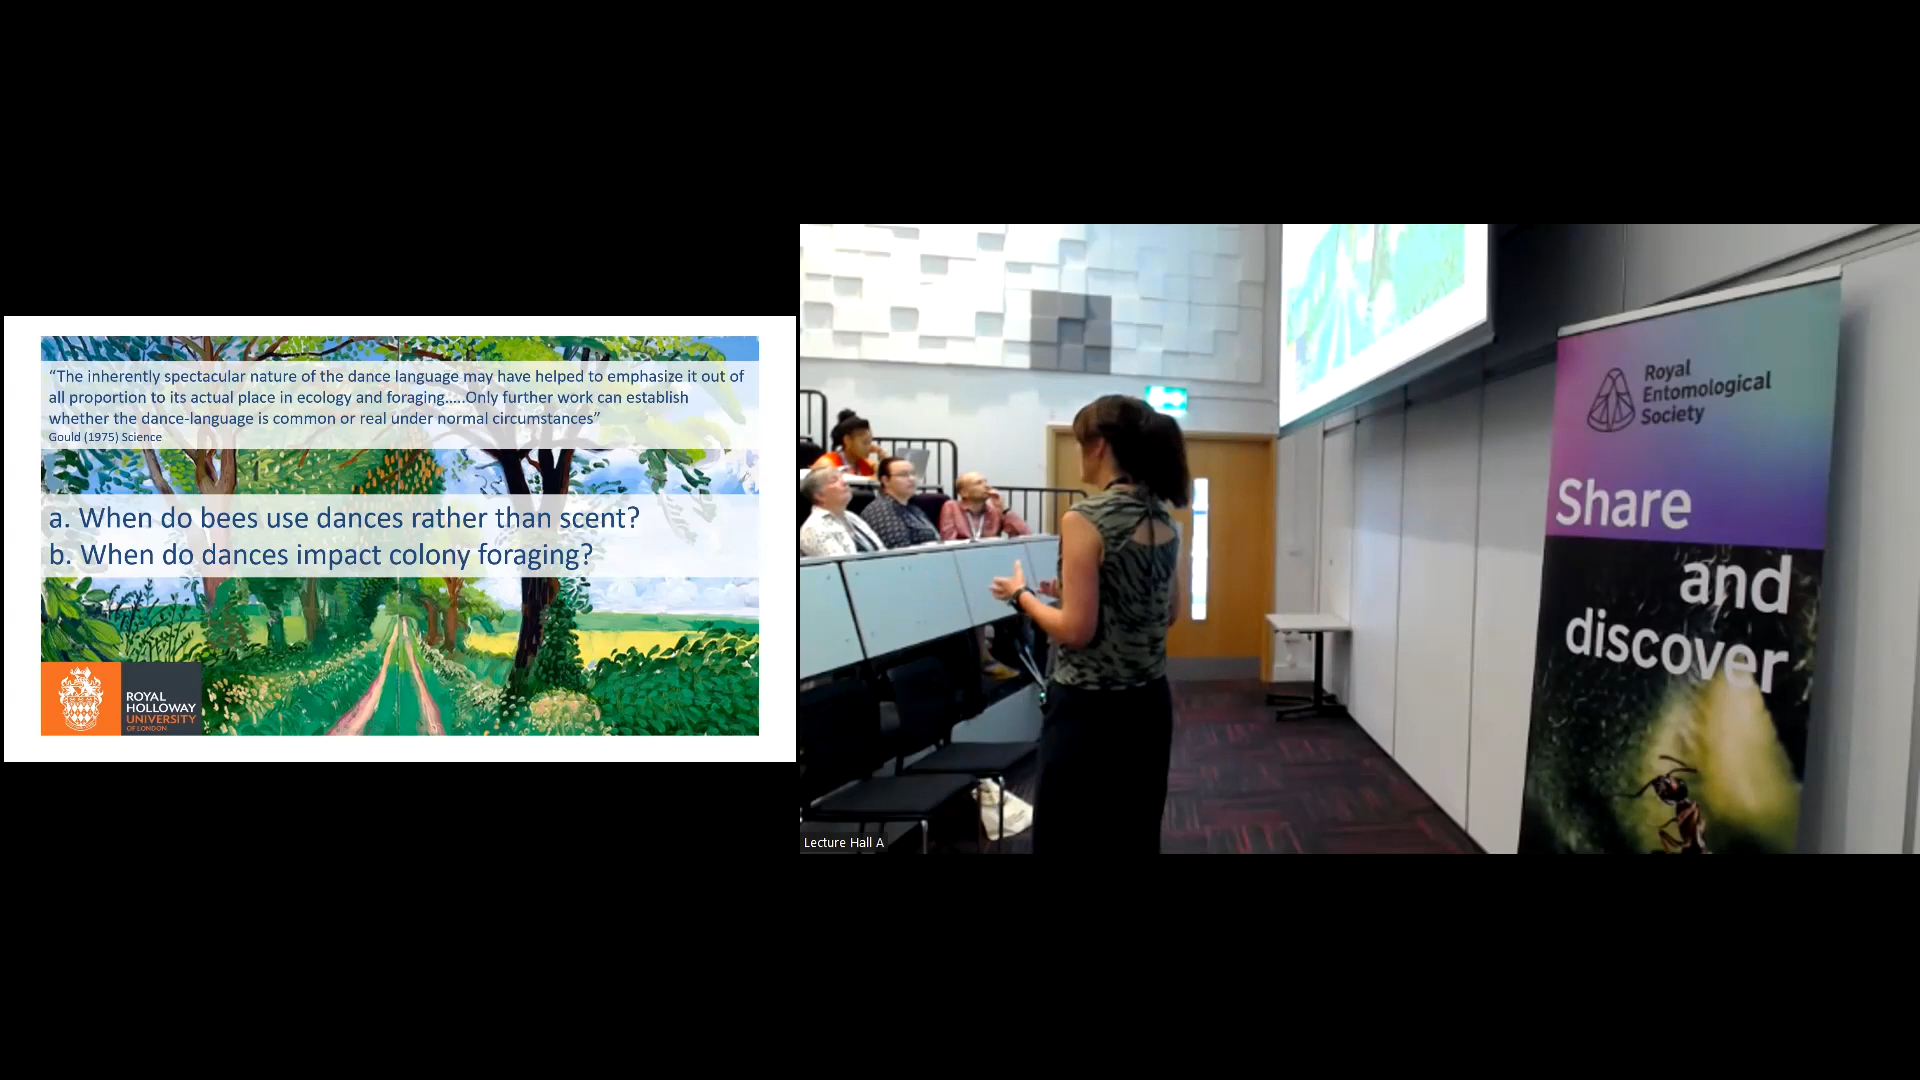 “The inherently spectacular nature of the dance language may have helped to emphasize it out of
all proportion to its actual place in ecology and foraging.....Only further work can establish
whether the dance-language is common or real under normal circumstances”
Gould (1975) Science
a. When do bees use dances rather than scent?
b. When do dances impact colony foraging?
ROYAL
HOLLOWAY
UNIVERSITY
OF LONDON
Royal
Entomological
Society
Share
and
discover
Lecture Hall A